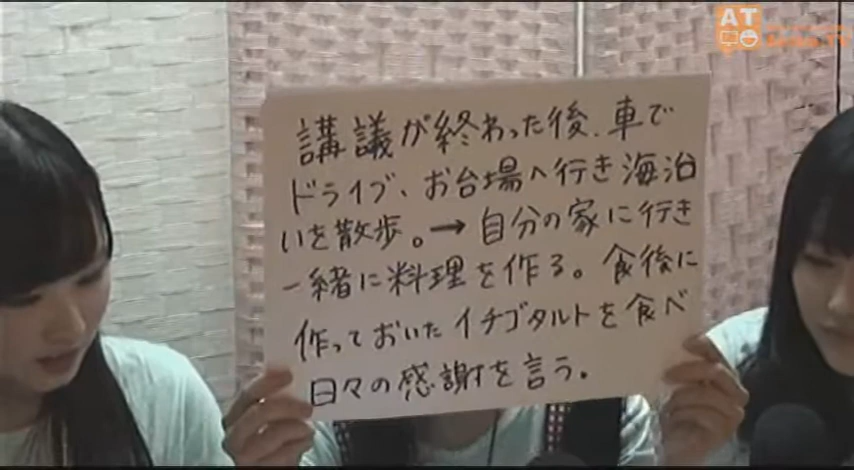 AT
講議が終わった後、車で
ドライブ、お台場へ行き海沿
いを散歩。→自分の家に行き
一緒に料理を作る。食後に
作っておいたイチゴタルトを食べ
日々の感謝を言う。